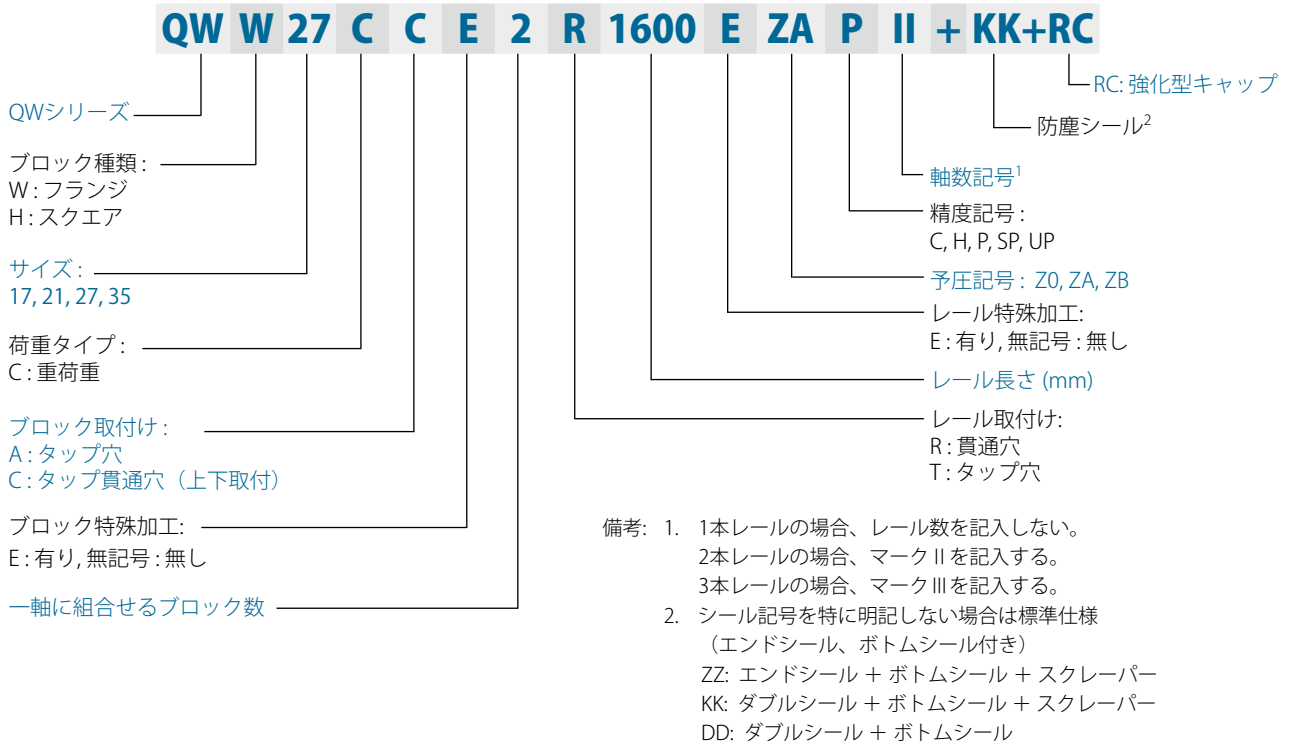 QW W 27 C C E 2 R 1600 E ZA P II + KK+RC
QWシリーズ
ブロック種類 :
W : フランジ
H : スクエア
サイズ :
17, 21, 27, 35
荷重タイプ :
C : 重荷重
ブロック取付け :
A : タップ穴
C : タップ貫通穴（上下取付）
ブロック特殊加工:
E : 有り, 無記号 : 無し
一軸に組合せるブロック数
RC: 強化型キャップ
防塵シール2
軸数記号1
精度記号 :
C, H, P, SP, UP
予圧記号 : Z0, ZA, ZB
レール特殊加工:
E : 有り, 無記号 : 無し
レール長さ (mm)
レール取付け:
R : 貫通穴
T : タップ穴
備考: 1. 1本レールの場合、レール数を記入しない。
2本レールの場合、マークⅡを記入する。
3本レールの場合、マークⅢを記入する。
2. シール記号を特に明記しない場合は標準仕様
（エンドシール、ボトムシール付き）
ZZ: エンドシール ＋ ボトムシール ＋ スクレーパー
KK: ダブルシール ＋ ボトムシール ＋ スクレーパー
DD: ダブルシール ＋ ボトムシール